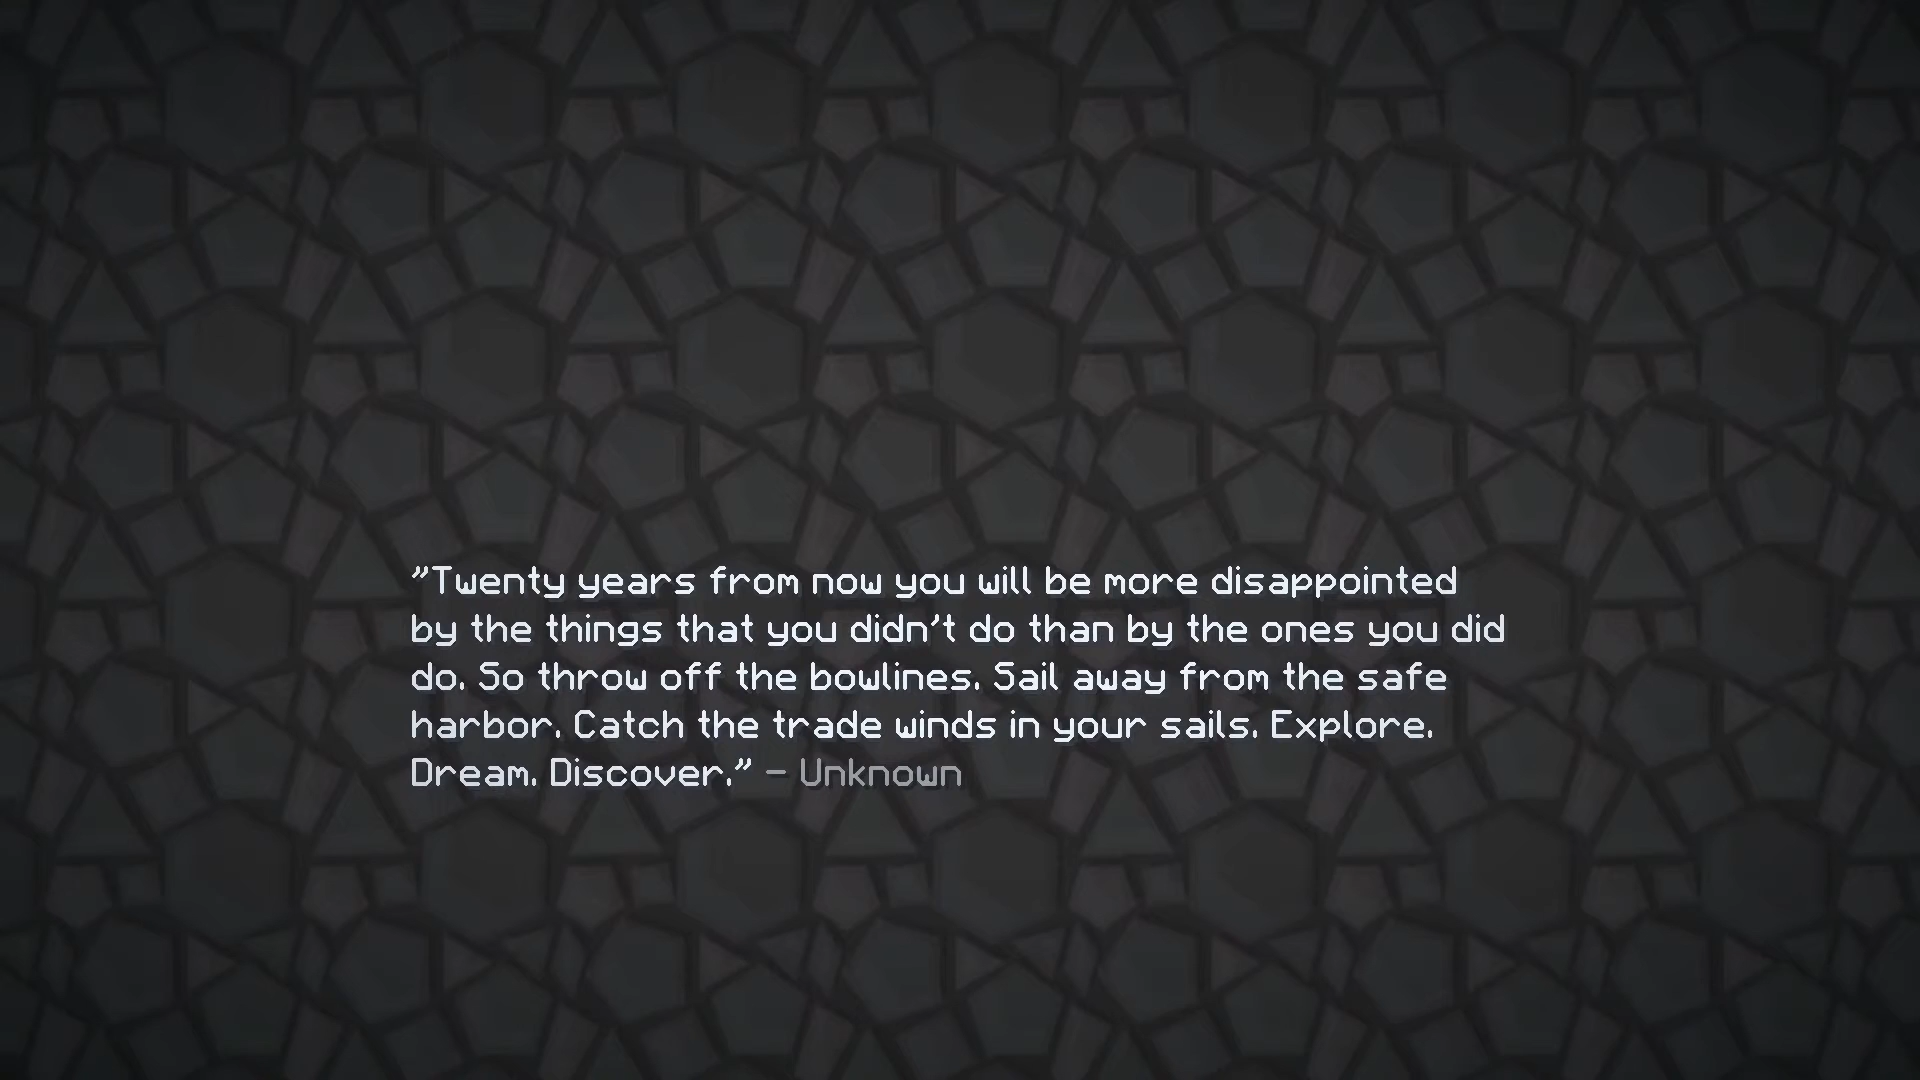 "Twenty years from now you will be more disappointed
by the things that you didn't do than by the ones you did
do. So throw off the bowlines. Sail away from the safe
harbor. Catch the trade winds in your sails. Explore.
Dream. Discover." – Unknown